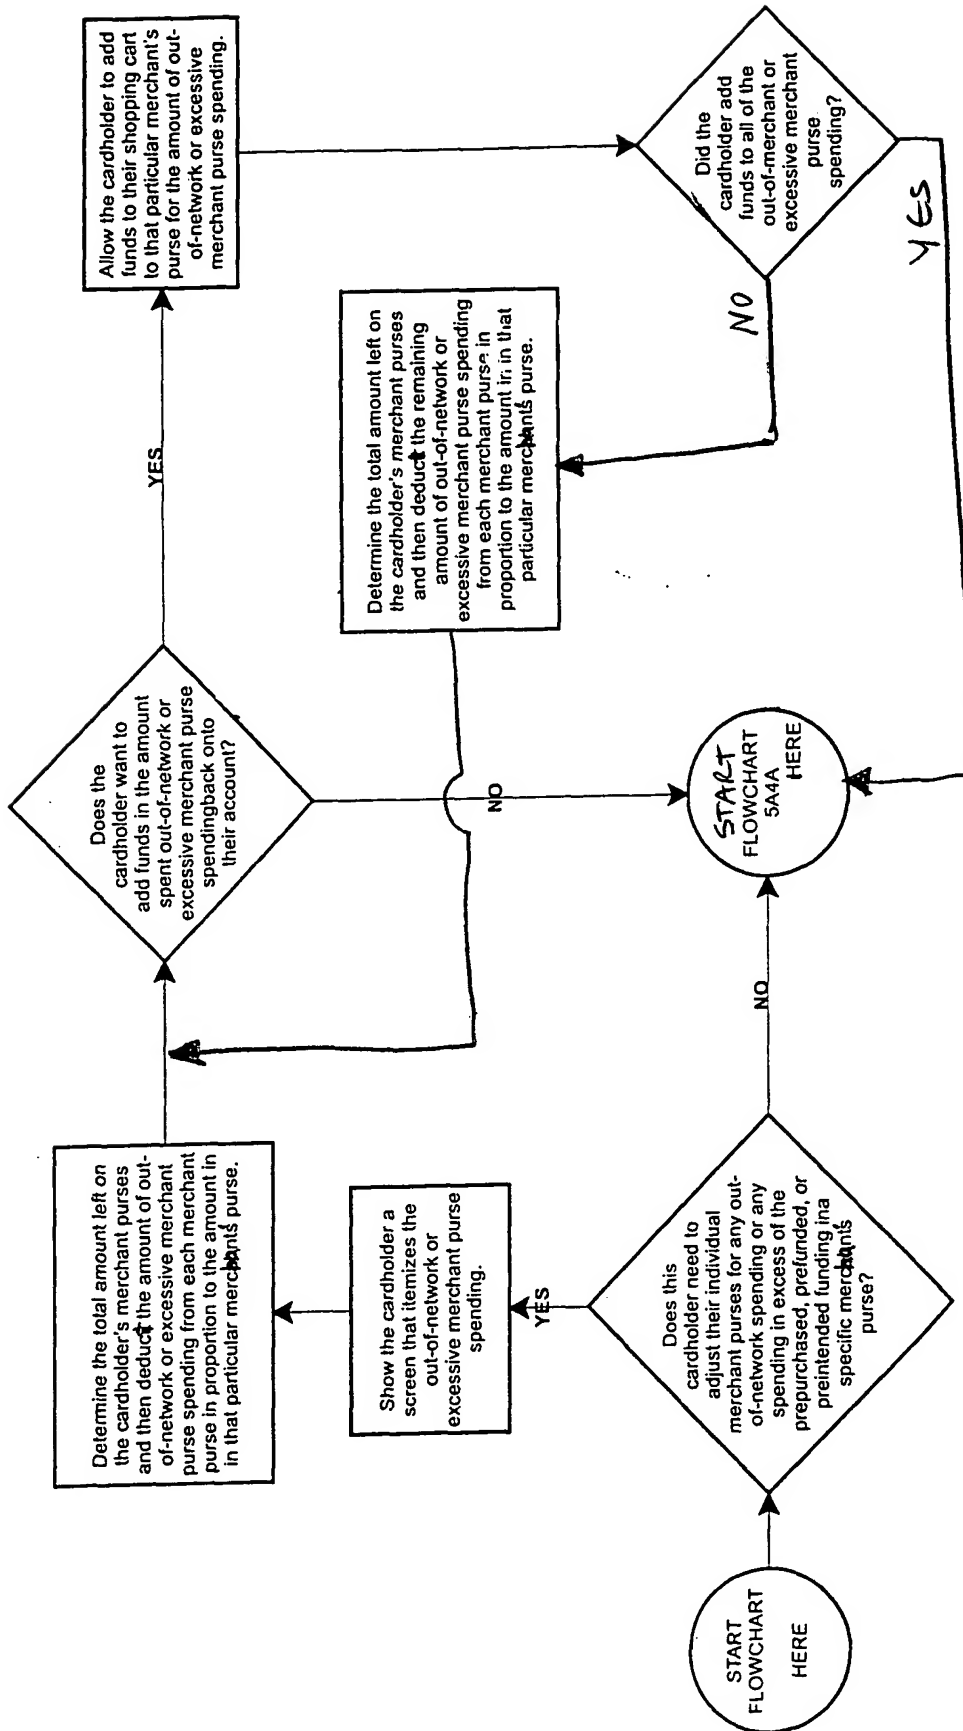 START
FLOWCHART
HERE
Does this
cardholder need to
adjust their individual
merchant purses for any out-
of-network spending or any
spending in excess of the
prepurchased, prefunded, or
preintended funding ina
specific merchant's
purse?
YES
NO
Show the cardholder a
screen that itemizes the
out-of-network or
excessive merchant purse
spending.
Determine the total amount left on
the cardholder's merchant purses
and then deduct the amount of out-
of-network or excessive merchant
purse spending from each merchant
purse in proportion to the amount in
in that particular merchants purse.
Does the
cardholder want to
add funds in the amount
spent out-of-network or
excessive merchant purse
spendingback onto
their account?
YES
NO
Allow the cardholder to add
funds to their shopping cart
to that particular merchant's
purse for the amount of out-
of-network or excessive
merchant purse spending.
Did the
cardholder add
funds to all of the
out-of-merchant or
excessive merchant
purse
spending?
NO
YES
Determine the total amount left on
the cardholder's merchant purses
and then deduct the remaining
amount of out-of-network or
excessive merchant purse spending
from each merchant purse in
proportion to the amount in in that
particular merchants purse.
START
FLOWCHART
5A4A
HERE